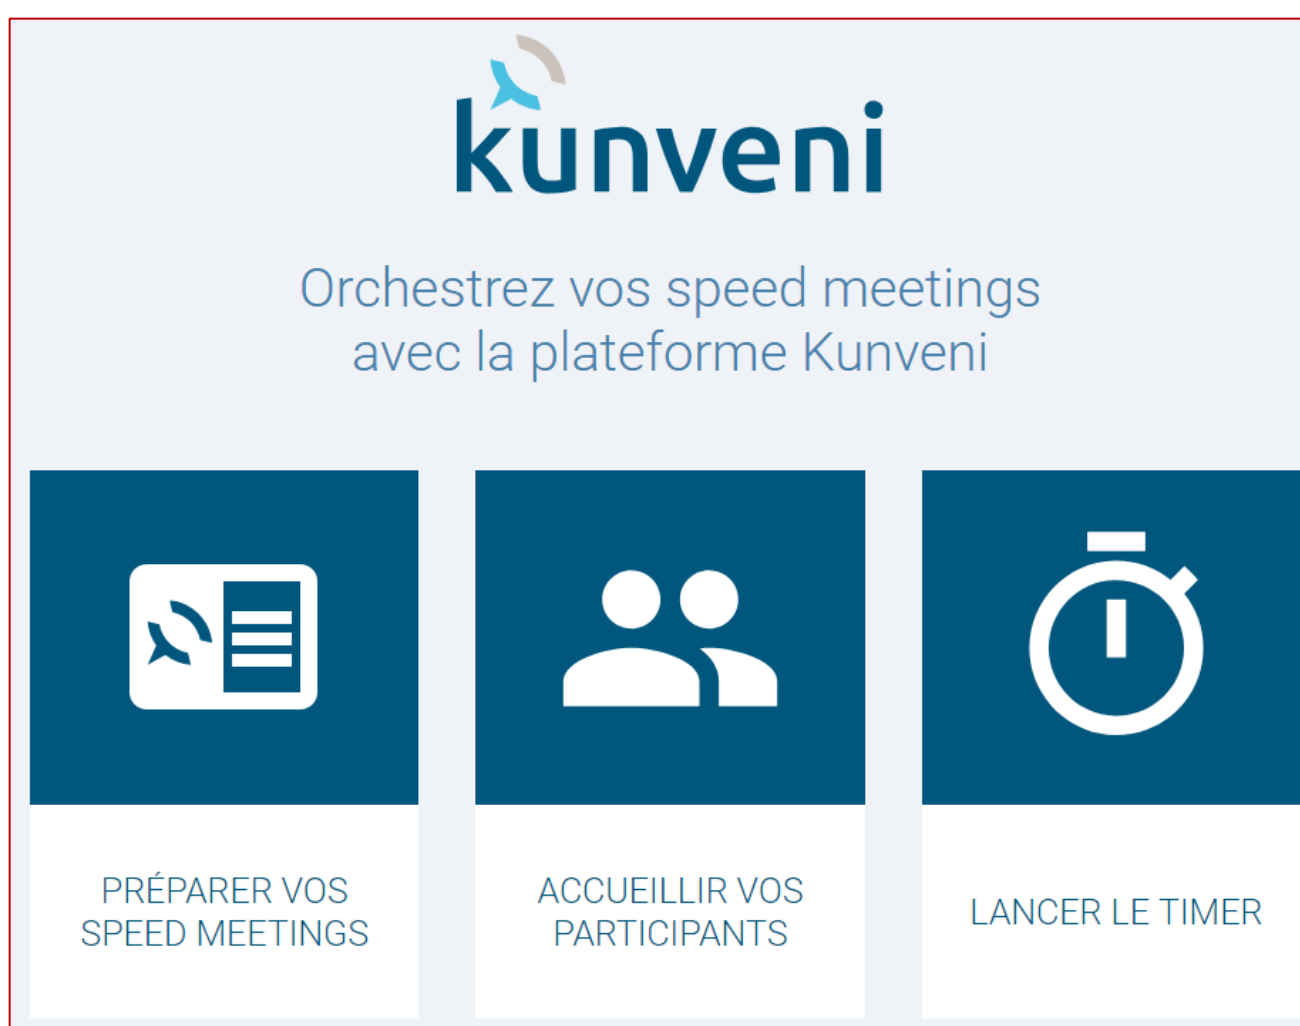 kunveni
Orchestrez vos speed meetings
avec la plateforme Kunveni
PRÉPARER VOS
SPEED MEETINGS
ACCUEILLIR VOS
PARTICIPANTS
LANCER LE TIMER